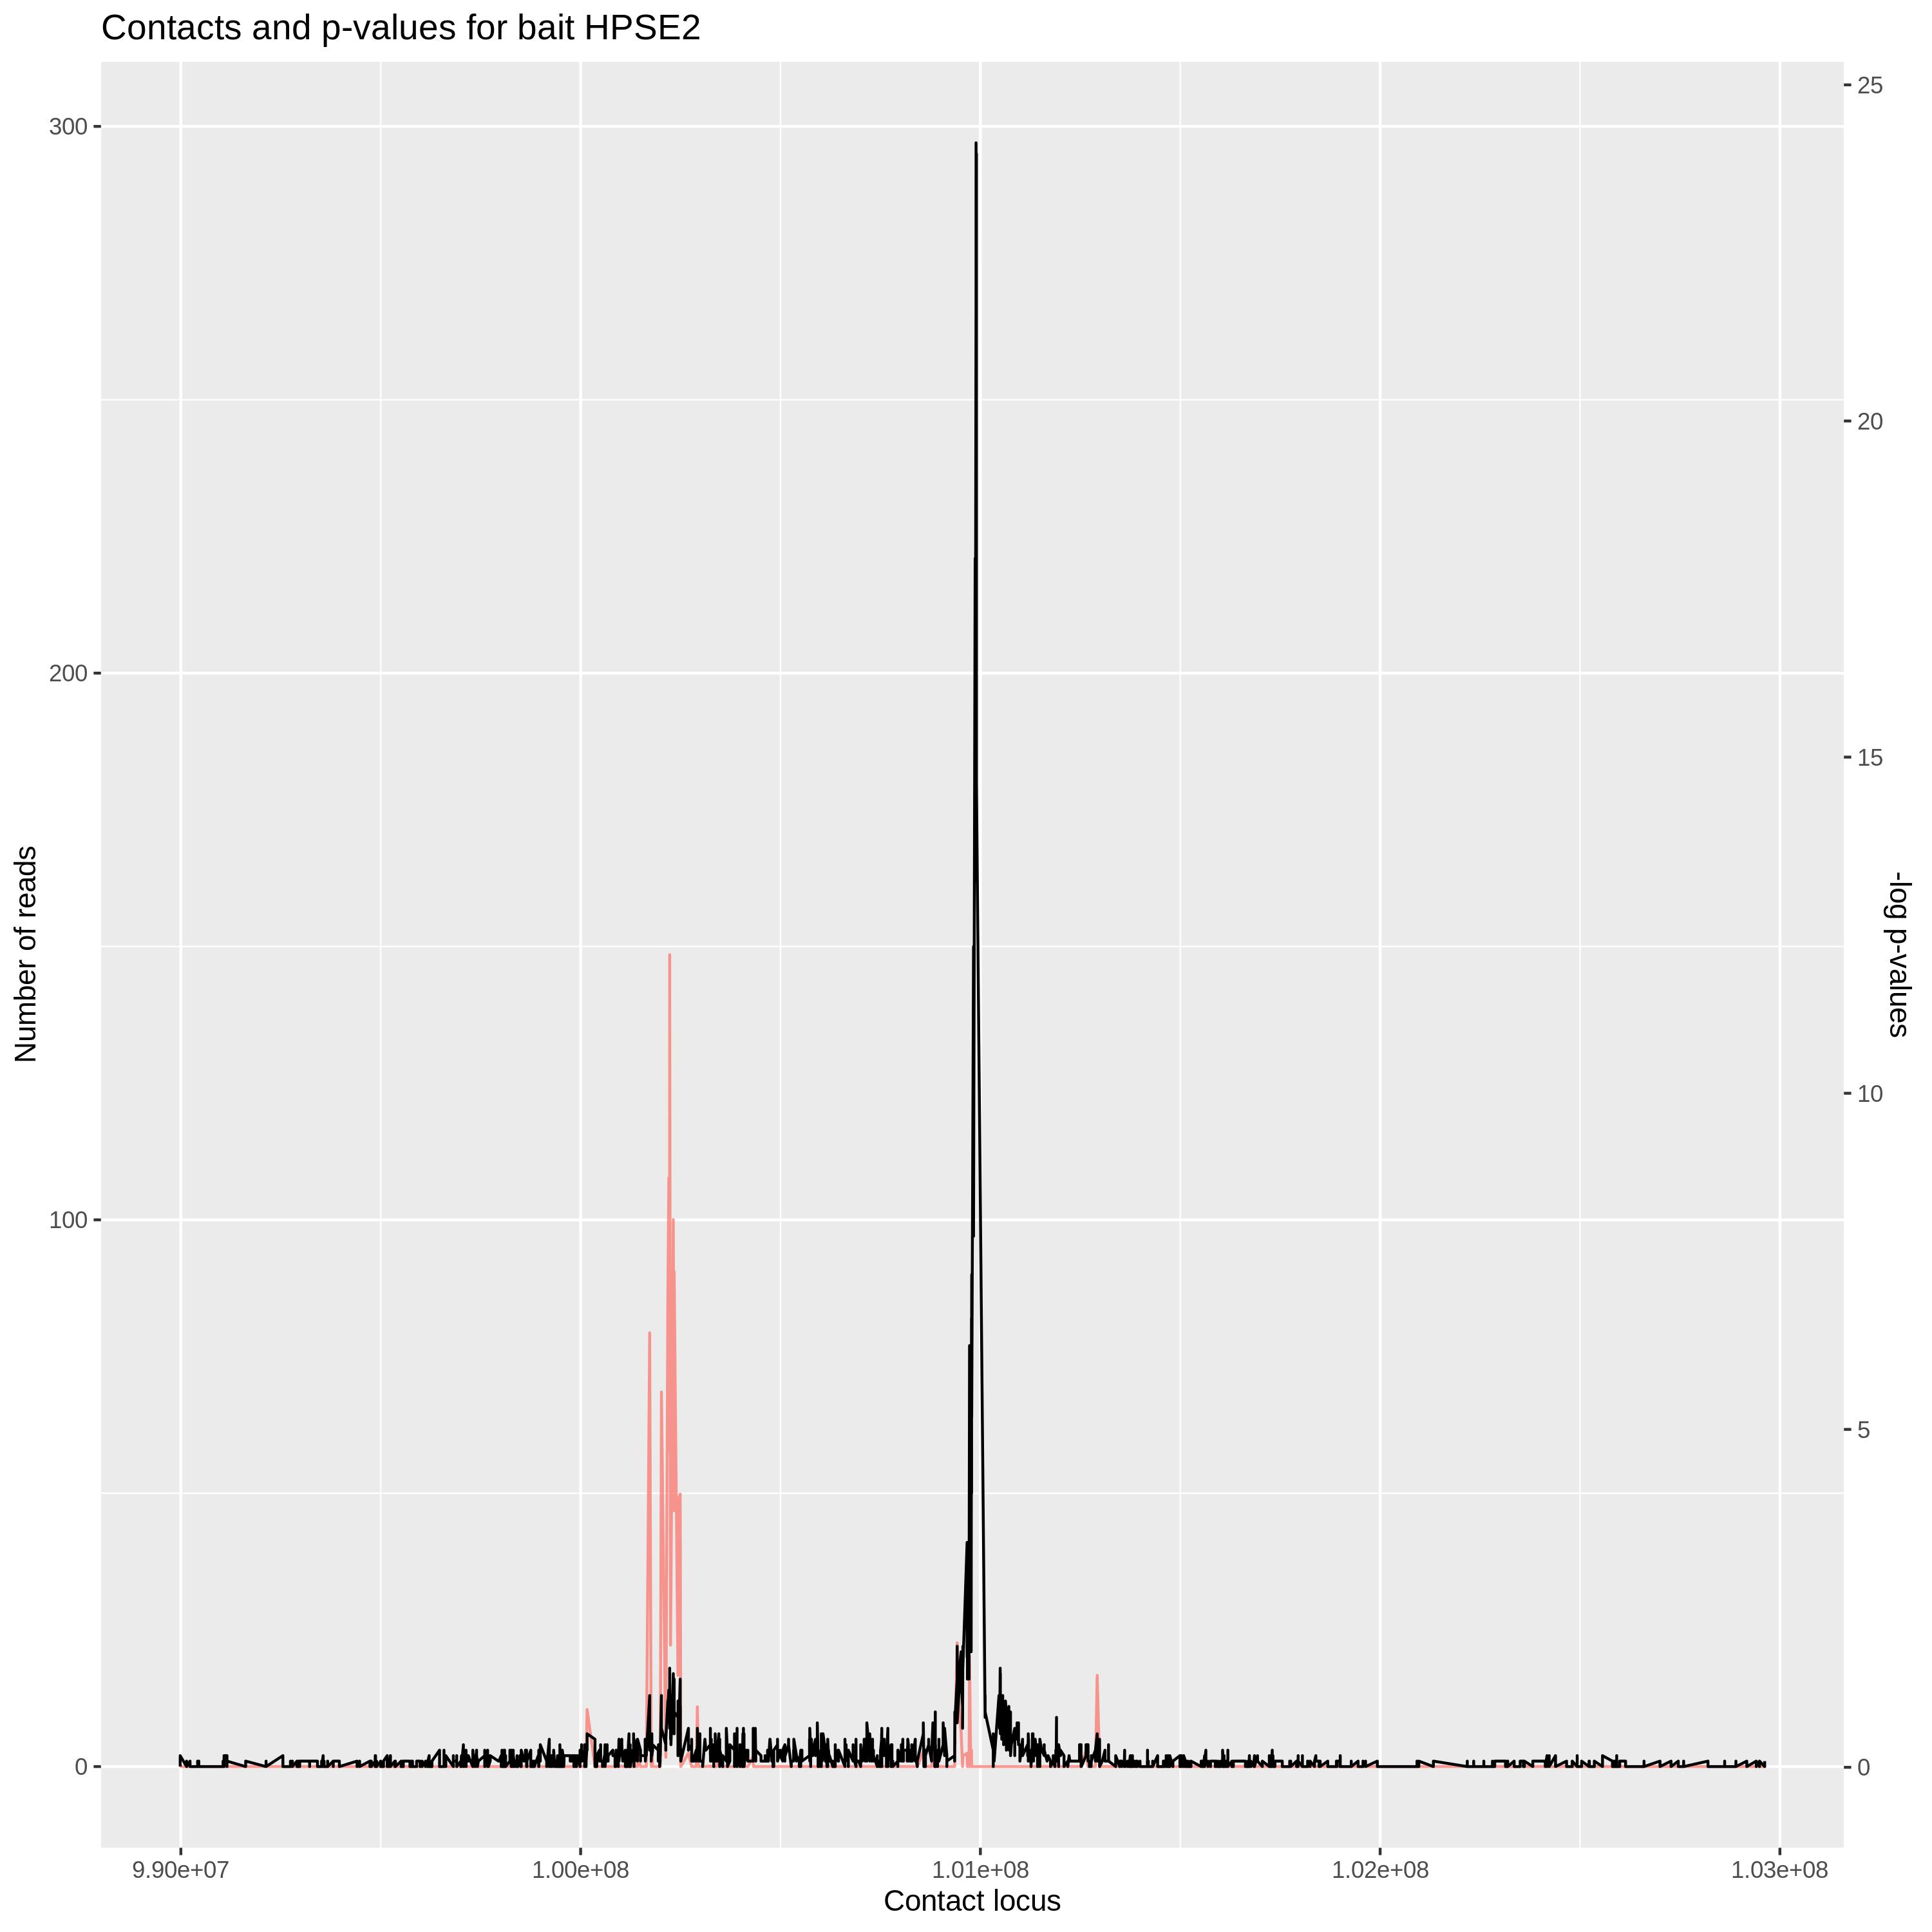 Contacts and p-values for bait HPSE2
300
200
100
0
Number of reads
25
20
15
10
5
0
-log p-values
9.90e+07 1.00e+08 1.01e+08 1.02e+08 1.03e+08
Contact locus